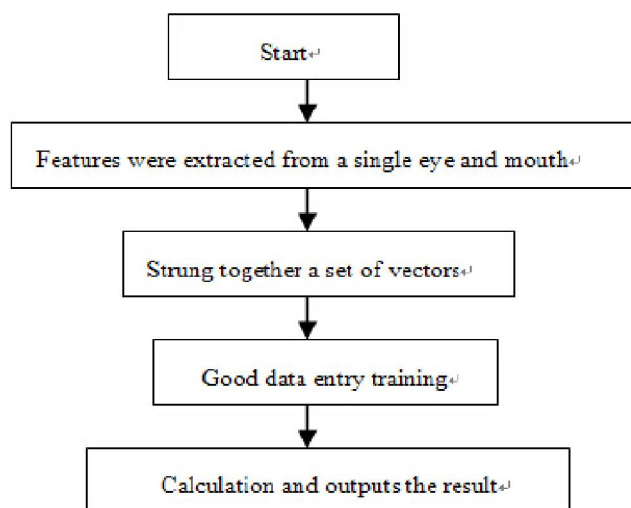 Start↵
Features were extracted from a single eye and mouth↵
Strung together a set of vectors↵
Good data entry training↵
Calculation and outputs the result↵